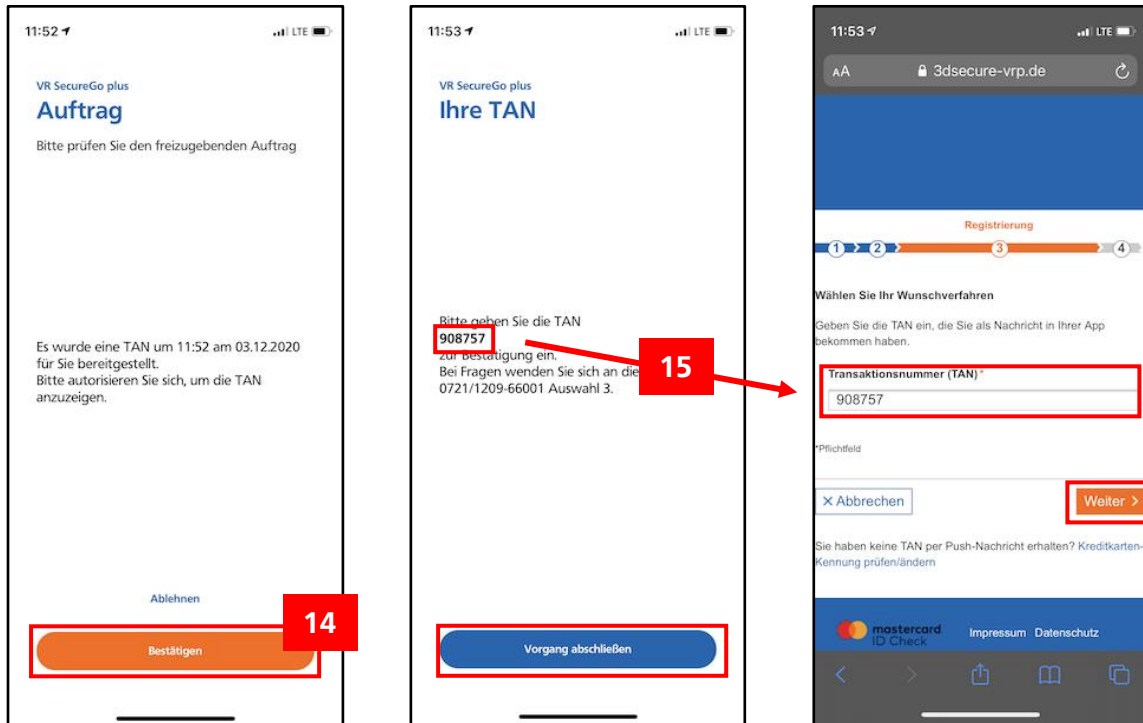 11:52
LTE
VR SecureGo plus
Auftrag
Bitte prüfen Sie den freizugebenden Auftrag
Es wurde eine TAN um 11:52 am 03.12.2020
für Sie bereitgestellt.
Bitte autorisieren Sie sich, um die TAN
anzuzeigen.
Ablehnen
14
Bestätigen
11:53
LTE
VR SecureGo plus
Ihre TAN
Bitte geben Sie die TAN
908757
zur Bestätigung ein.
Bei Fragen wenden Sie sich an die
0721/1209-66001 Auswahl 3.
15
Vorgang abschließen
11:53
LTE
AA
3dsecure-vrp.de
Registrierung
1
2
3
4
Wählen Sie Ihr Wunschverfahren
Geben Sie die TAN ein, die Sie als Nachricht in Ihrer App
bekommen haben.
Transaktionsnummer (TAN)*
908757
*Pflichtfeld
× Abbrechen
Weiter >
Sie haben keine TAN per Push-Nachricht erhalten? Kreditkarten-
Kennung prüfen/ändern
mastercard
ID Check
Impressum Datenschutz